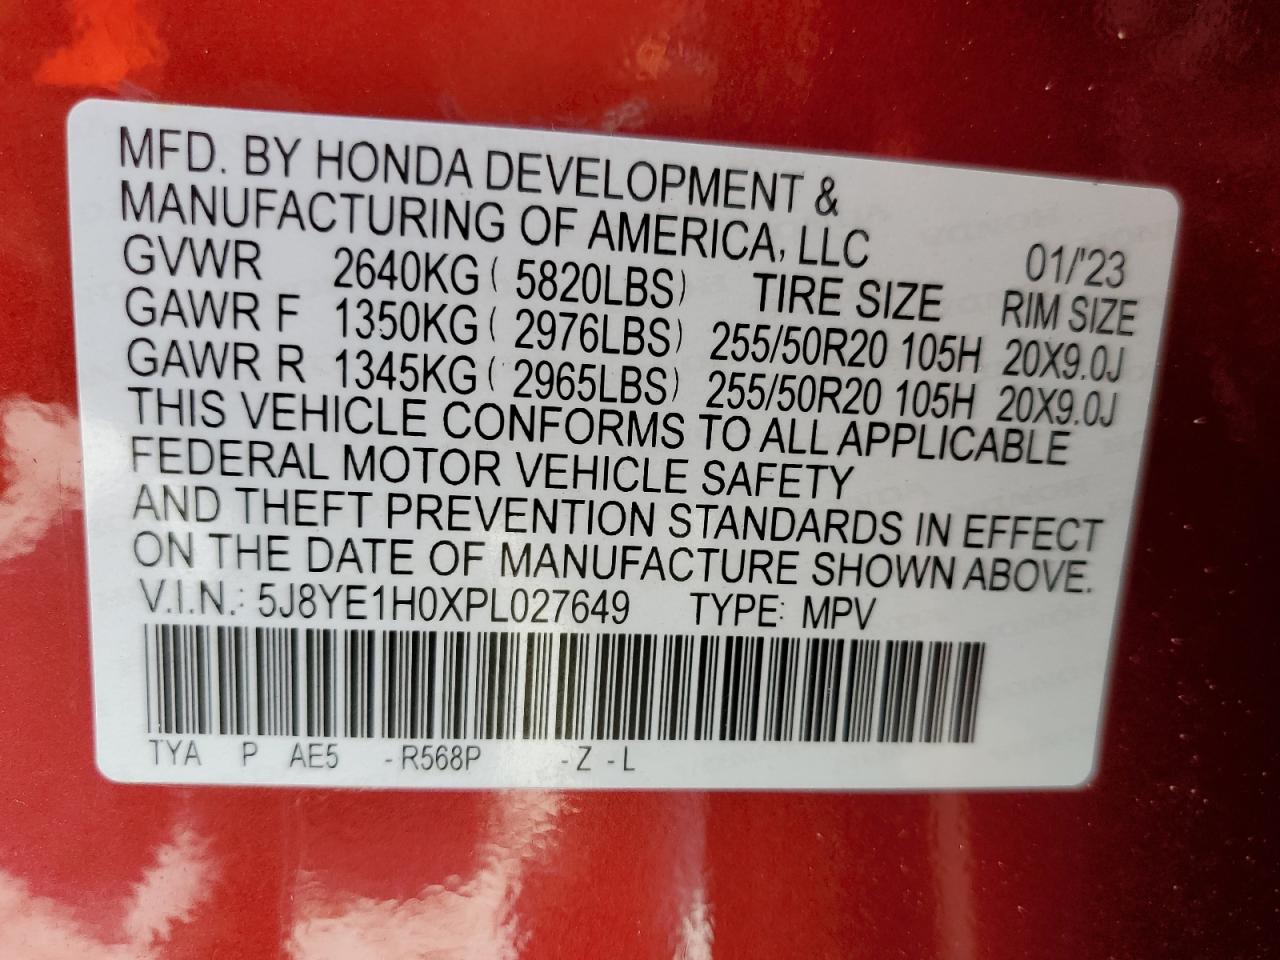 MFD. BY HONDA DEVELOPMENT &
MANUFACTURING OF AMERICA, LLC 01/'23
GVWR 2640KG ( 5820LBS) TIRE SIZE RIM SIZE
GAWR F 1350KG ( 2976LBS) 255/50R20 105H 20X9.0J
GAWR R 1345KG ( 2965LBS) 255/50R20 105H 20X9.0J
THIS VEHICLE CONFORMS TO ALL APPLICABLE
FEDERAL MOTOR VEHICLE SAFETY
AND THEFT PREVENTION STANDARDS IN EFFECT
ON THE DATE OF MANUFACTURE SHOWN ABOVE.
V.I.N.: 5J8YE1H0XPL027649 TYPE: MPV
TYA P AE5 -R568P -Z -L